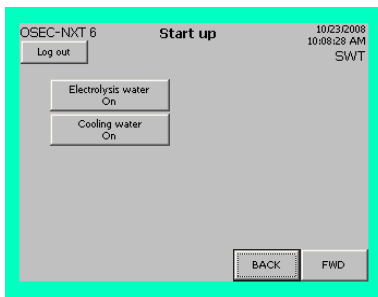 OSEC-NXT 6
Start up
10/23/2008
10:08:28 AM
Log out
SWT
Electrolysis water
On
Cooling water
On
BACK
FWD